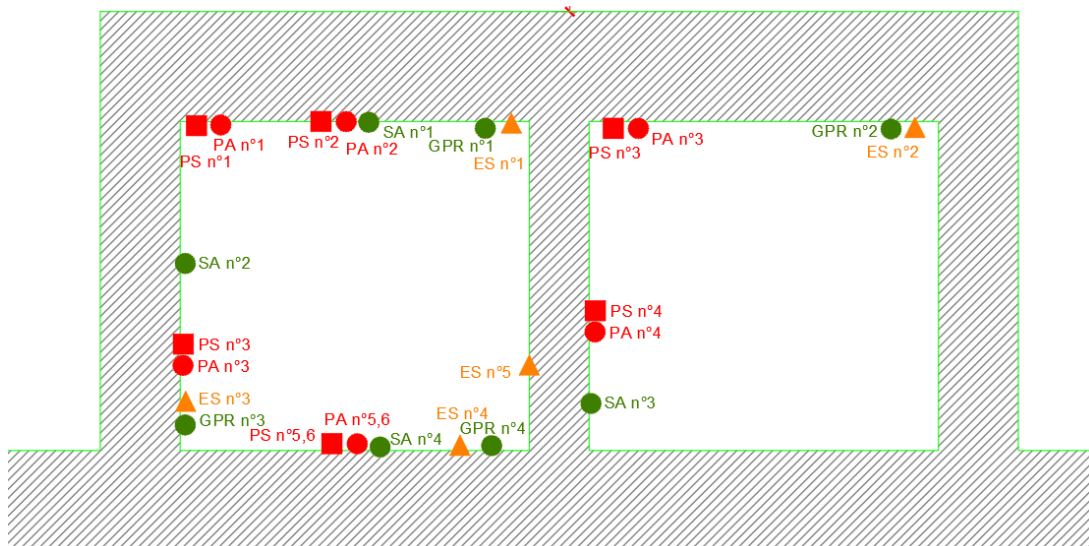 PA n°1
PS n°1
PS n°2
PA n°2
SA n°1
GPR n°1
ES n°1
PS n°3
PA n°3
GPR n°2
ES n°2
SA n°2
PS n°3
PA n°3
ES n°3
GPR n°3
ES n°5
PS n°4
PA n°4
SA n°3
PA n°5,6
PS n°5,6
SA n°4
ES n°4
GPR n°4